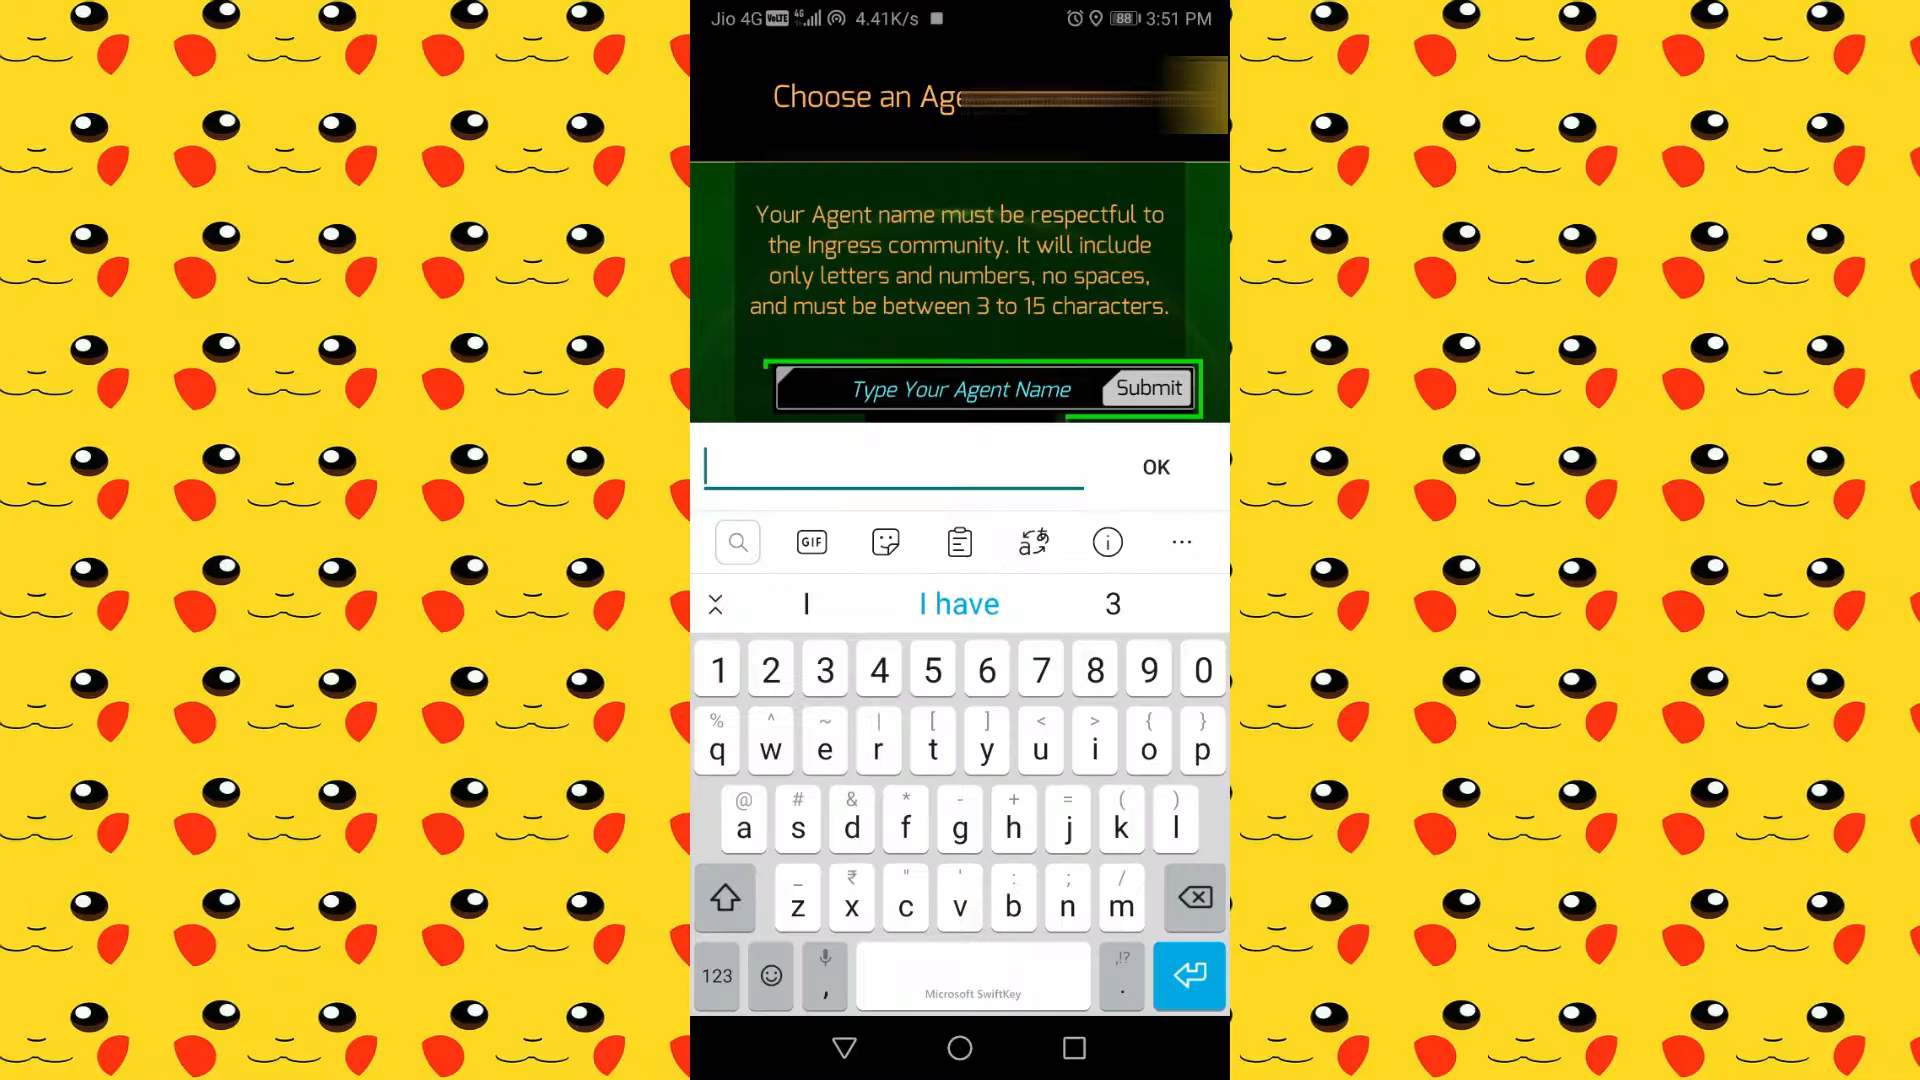 Jio 4G VoLTE 4G 4.41K/s 88 3:51 PM
Choose an Age
Your Agent name must be respectful to
the Ingress community. It will include
only letters and numbers, no spaces,
and must be between 3 to 15 characters.
Type Your Agent Name Submit
OK
GIF
I I have 3
1 2 3 4 5 6 7 8 9 0
% ^ ~ | [ ] < > { }
q w e r t y u i o p
@ # & * - + = ( )
a s d f g h j k l
_ ₹ " ' : ; /
z x c v b n m
123 , Microsoft SwiftKey ,!? .